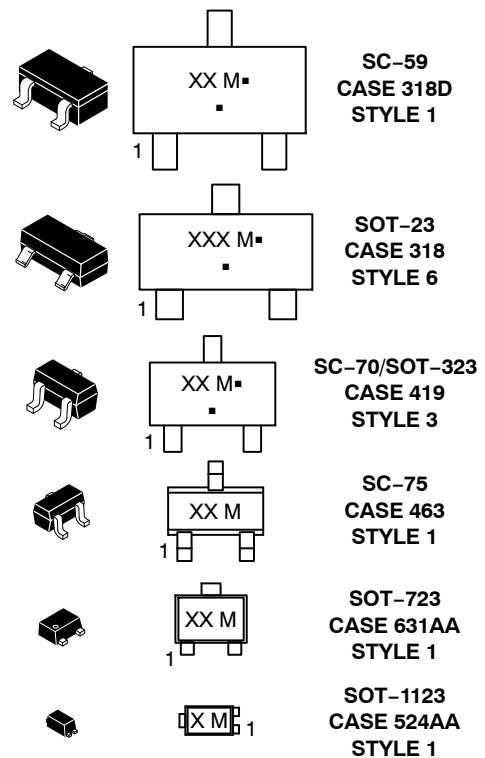 XX M▪
▪
1
SC−59
CASE 318D
STYLE 1
XXX M▪
▪
1
SOT−23
CASE 318
STYLE 6
XX M▪
▪
1
SC−70/SOT−323
CASE 419
STYLE 3
XX M
1
SC−75
CASE 463
STYLE 1
XX M
1
SOT−723
CASE 631AA
STYLE 1
X M
1
SOT−1123
CASE 524AA
STYLE 1